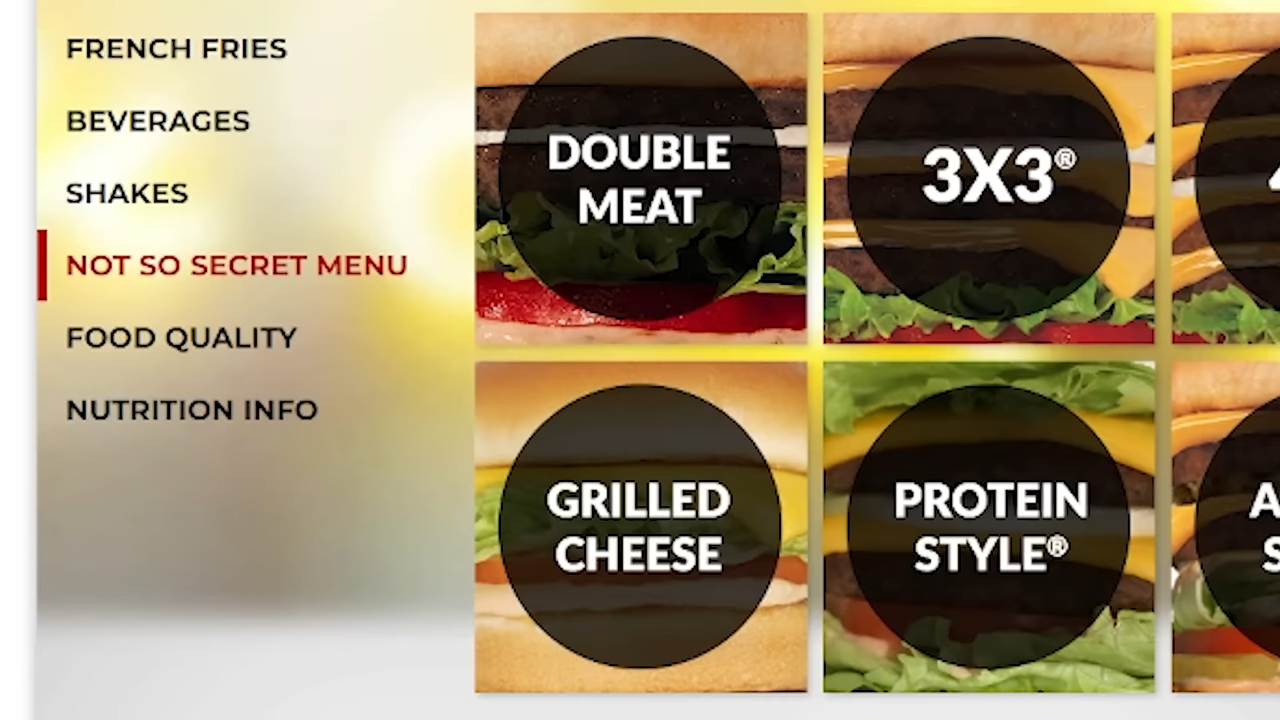 FRENCH FRIES
BEVERAGES
SHAKES
NOT SO SECRET MENU
FOOD QUALITY
NUTRITION INFO
DOUBLE
MEAT
3X3®
GRILLED
CHEESE
PROTEIN
STYLE®